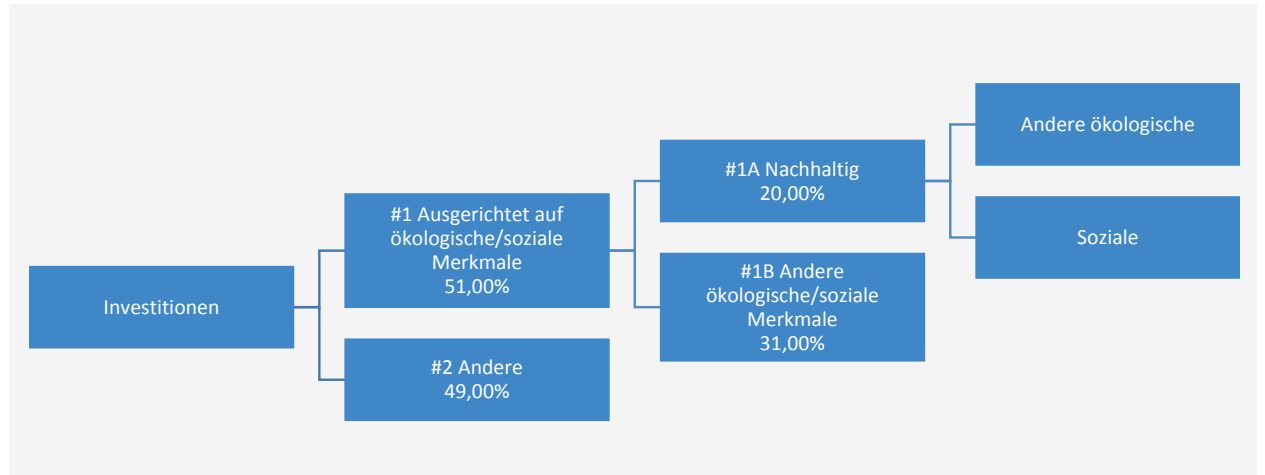 Investitionen
#1 Ausgerichtet auf
ökologische/soziale
Merkmale
51,00%
#2 Andere
49,00%
#1A Nachhaltig
20,00%
#1B Andere
ökologische/soziale
Merkmale
31,00%
Andere ökologische
Soziale